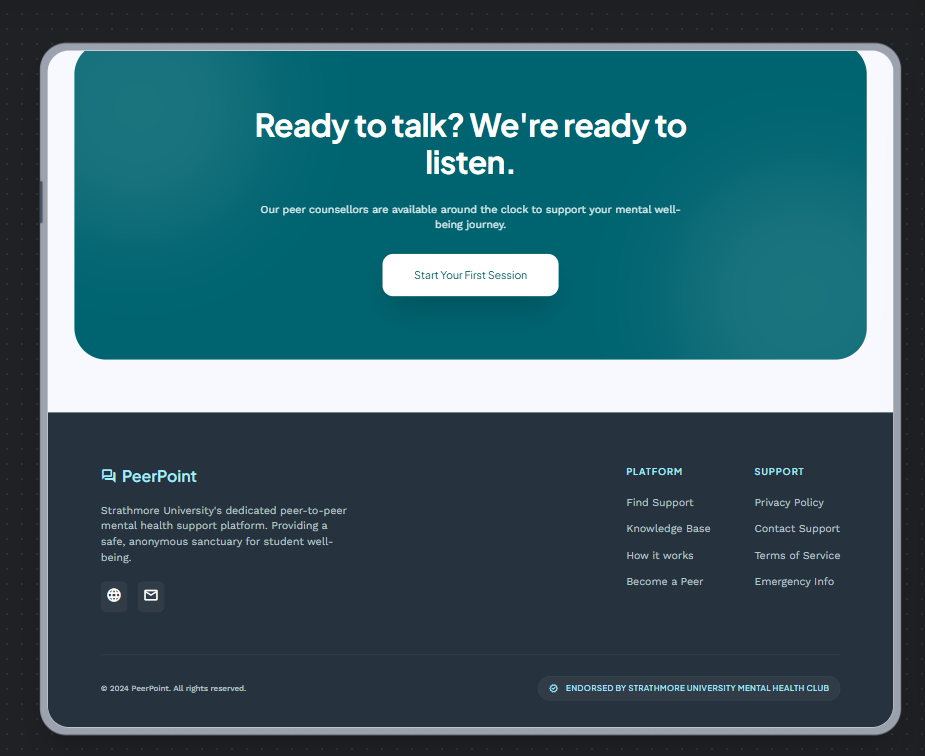 Ready to talk? We're ready to
listen.
Our peer counsellors are available around the clock to support your mental well-
being journey.
Start Your First Session
PeerPoint
Strathmore University's dedicated peer-to-peer
mental health support platform. Providing a
safe, anonymous sanctuary for student well-
being.
PLATFORM
Find Support
Knowledge Base
How it works
Become a Peer
SUPPORT
Privacy Policy
Contact Support
Terms of Service
Emergency Info
© 2024 PeerPoint. All rights reserved.
ENDORSED BY STRATHMORE UNIVERSITY MENTAL HEALTH CLUB